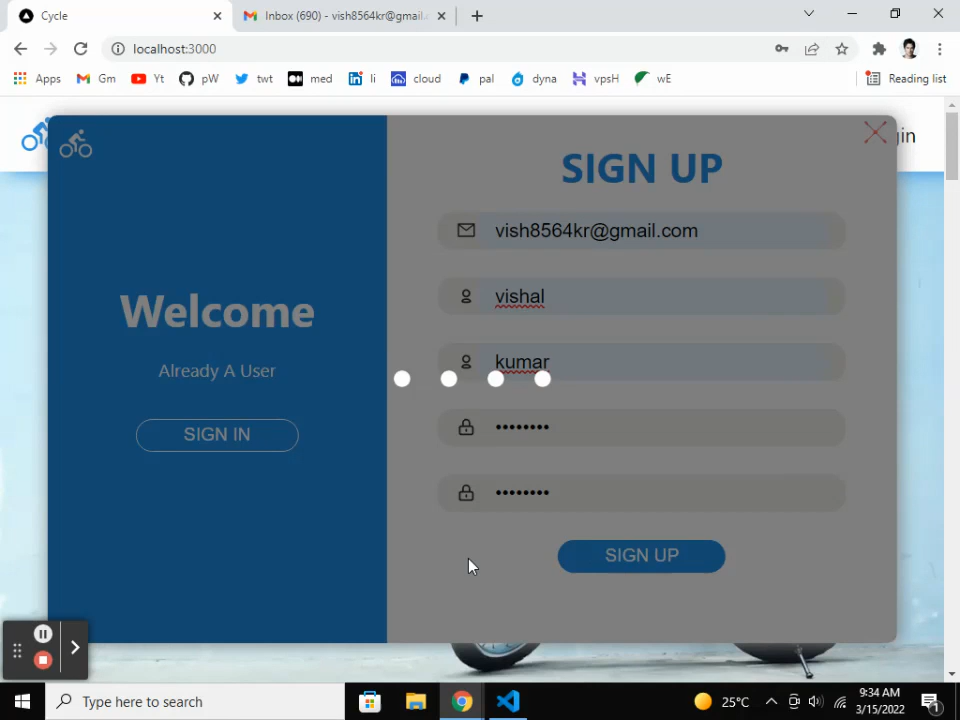 Cycle
Inbox (690) - vish8564kr@gmail.
localhost:3000
Apps Gm Yt pW twt med li cloud pal dyna vpsH wE Reading list
gin
SIGN UP
vish8564kr@gmail.com
vishal
Welcome
kumar
Already A User
••••••••
SIGN IN
••••••••
SIGN UP
Type here to search
25°C
9:34 AM
3/15/2022
1